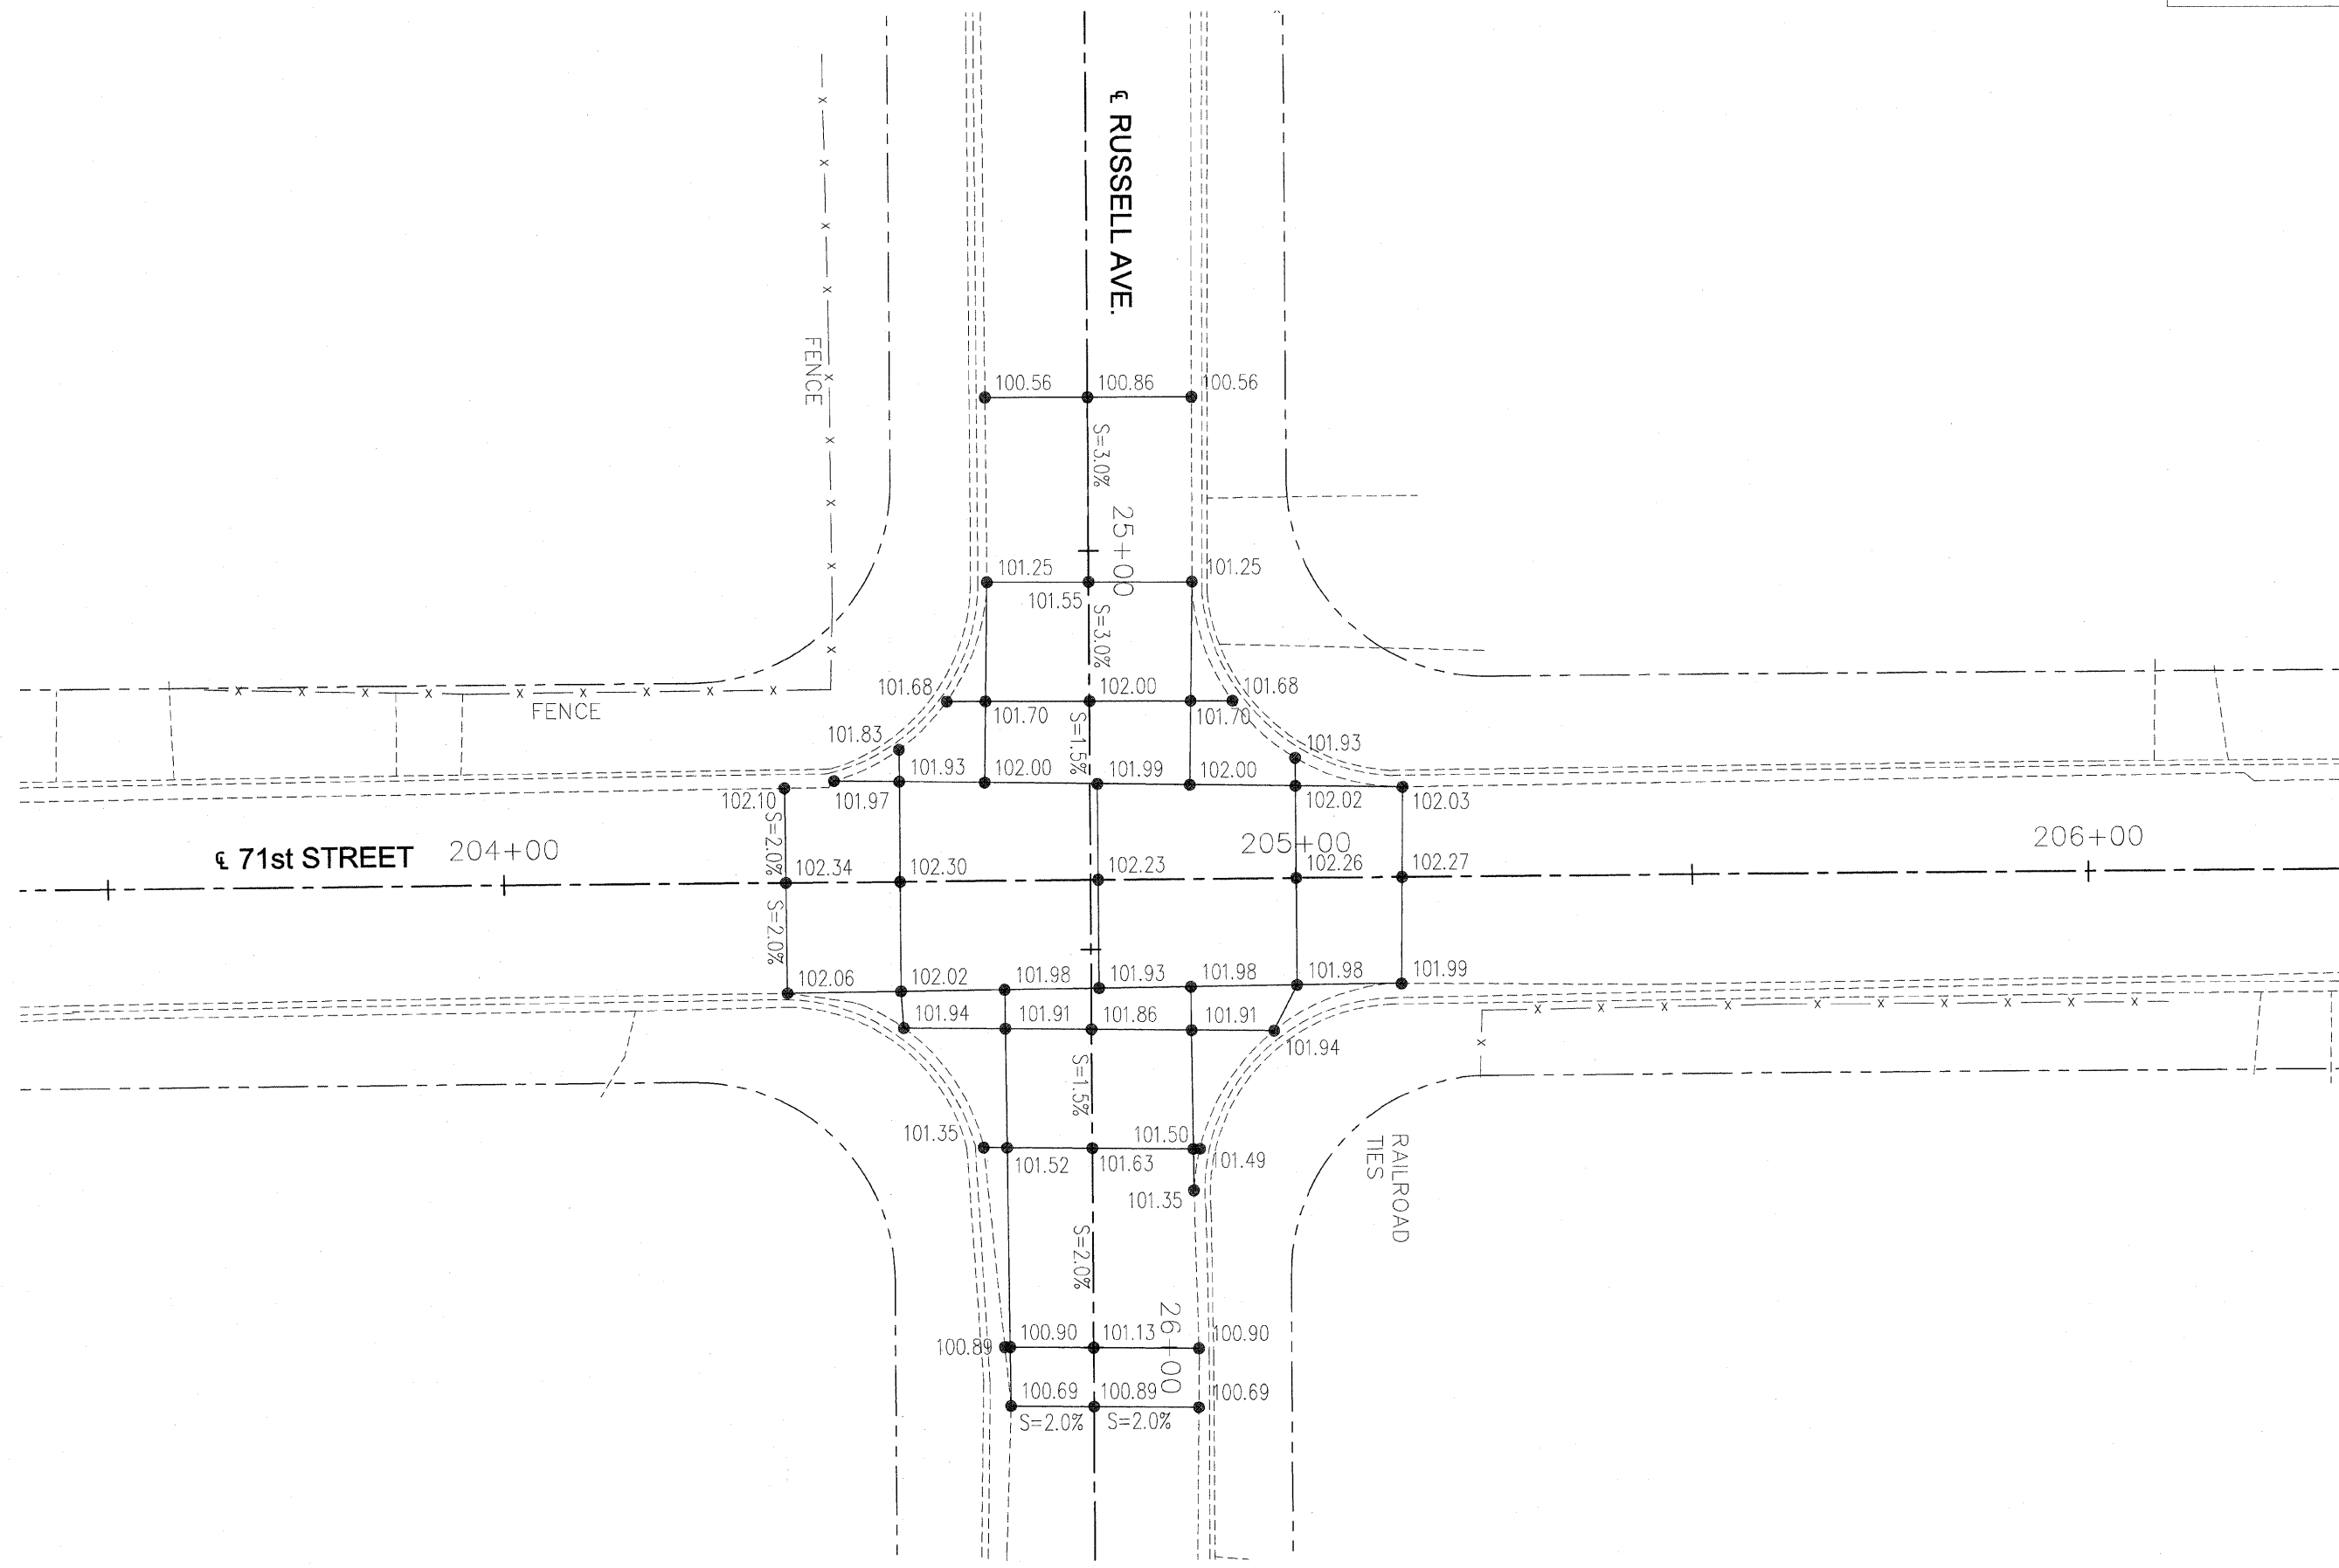 ℄ RUSSELL AVE.
FENCE
100.56 100.86 100.56
S=3.0%
25+00
101.25 101.25
101.55
S=3.0%
101.68 102.00 101.68
FENCE
101.70 101.70
S=1.5%
101.83 101.93
101.93 102.00 101.99 102.00
102.10 101.97 102.02 102.03
S=2.0%
℄ 71st STREET 204+00 205+00 206+00
102.34 102.30 102.23 102.26 102.27
S=2.0%
102.06 102.02 101.98 101.93 101.98 101.98 101.99
101.94 101.91 101.86 101.91
101.94
S=1.5%
101.35 101.50
101.52 101.63 101.49
RAILROAD
TIES
101.35
S=2.0%
26+00
100.89 100.90 101.13 100.90
100.69 100.89 100.69
S=2.0% S=2.0%